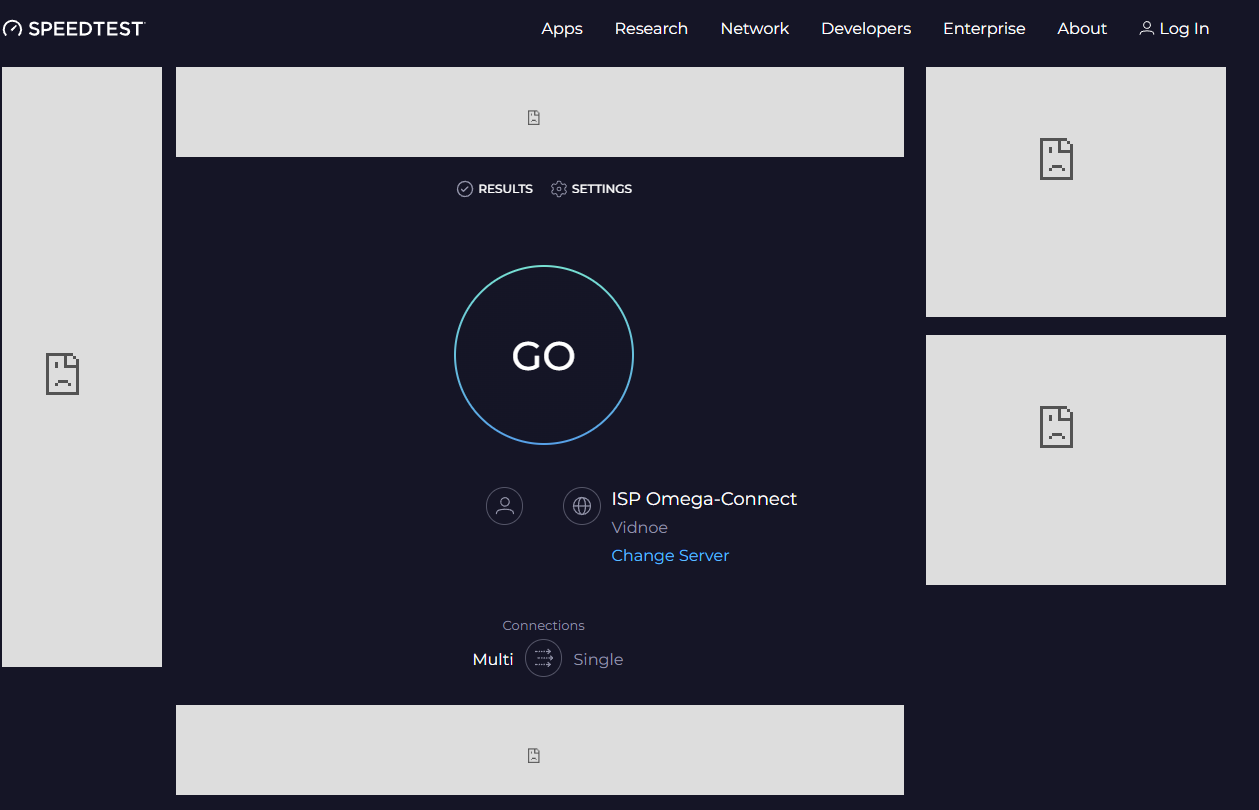 SPEEDTEST
Apps Research Network Developers Enterprise About Log In
RESULTS SETTINGS
GO
ISP Omega-Connect
Vidnoe
Change Server
Connections
Multi Single